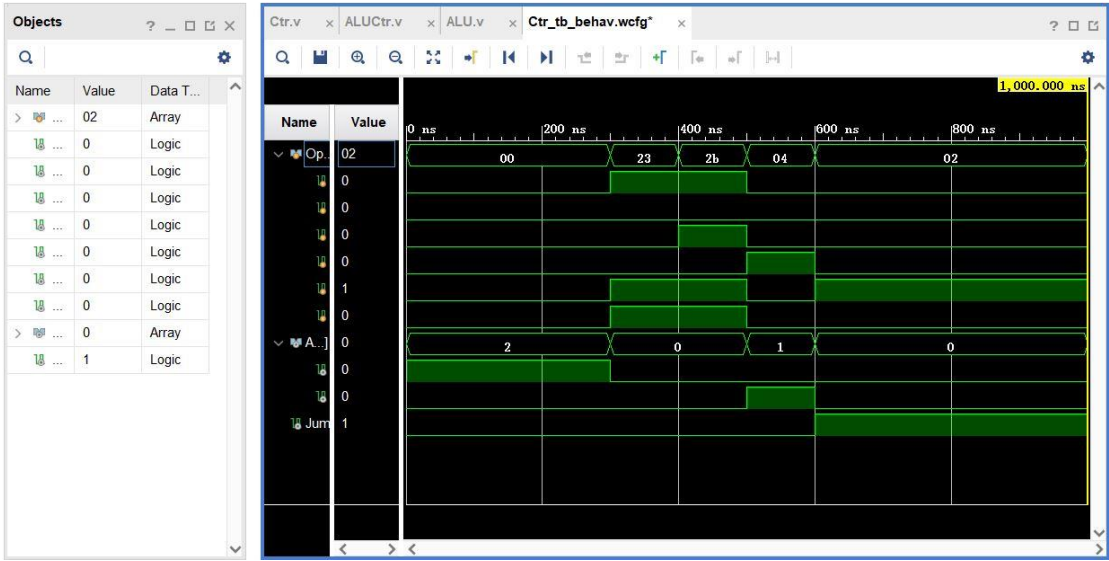 Objects ? _ □ X
Ctr.v × ALUCtr.v × ALU.v × Ctr_tb_behav.wcfg* × ?
Name Value Data T...
> ... 02 Array
... 0 Logic
... 0 Logic
... 0 Logic
... 0 Logic
... 0 Logic
... 0 Logic
... 0 Logic
> ... 0 Array
... 1 Logic
1,000.000 ns
Name Value 0 ns 200 ns 400 ns 600 ns 800 ns
Op.. 02 00 23 2b 04 02
0
0
0
0
1
0
A...] 0 2 0 1 0
0
0
Jum 1